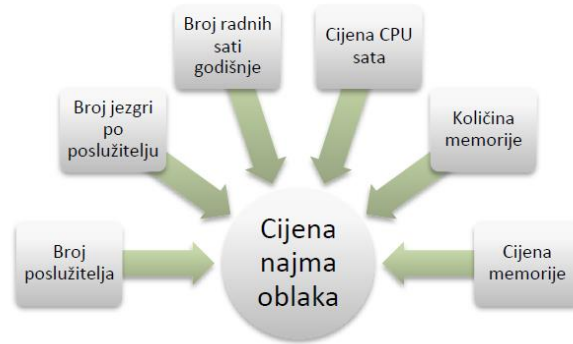 Broj radnih
sati
godišnje
Cijena CPU
sata
Broj jezgri
po
poslužitelju
Količina
memorije
Broj
poslužitelja
Cijena
najma
oblaka
Cijena
memorije